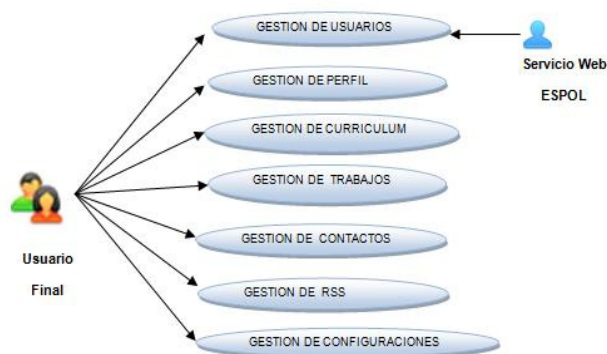 GESTION DE USUARIOS
Servicio Web
ESPOL
GESTION DE PERFIL
GESTION DE CURRICULUM
GESTION DE TRABAJOS
Usuario
Final
GESTION DE CONTACTOS
GESTION DE RSS
GESTION DE CONFIGURACIONES